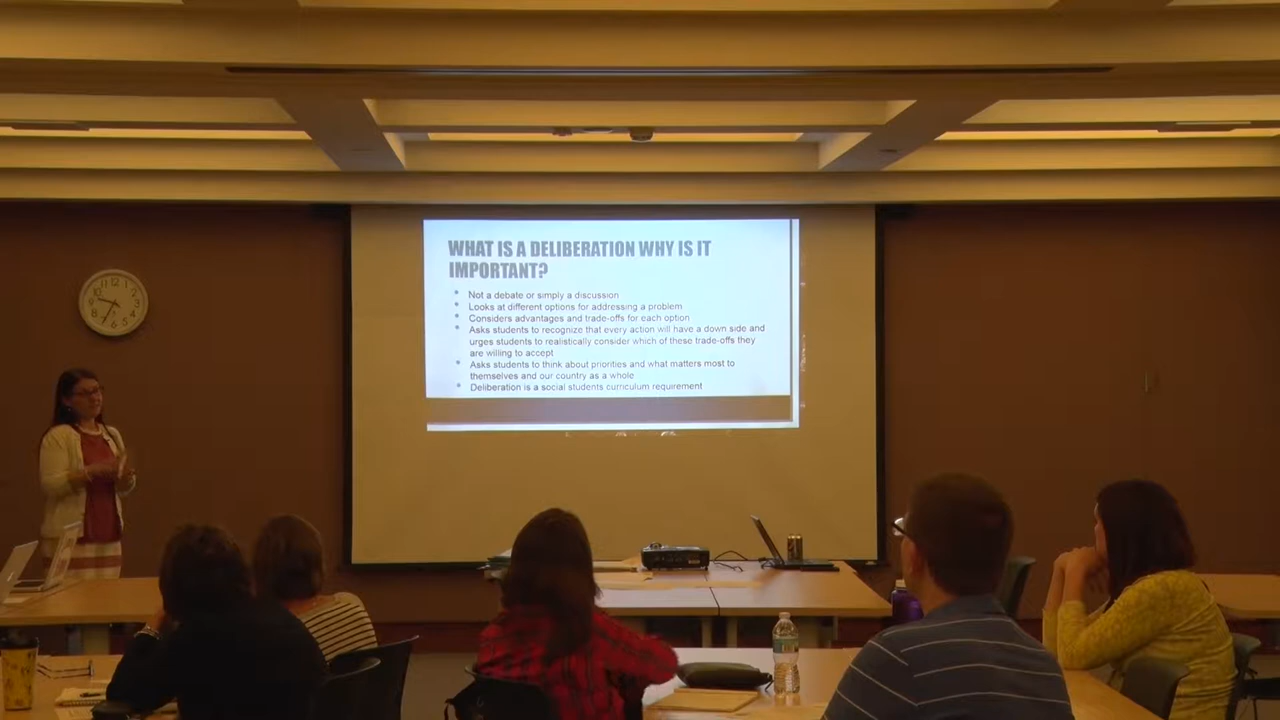 WHAT IS A DELIBERATION WHY IS IT
IMPORTANT?
• Not a debate or simply a discussion
• Looks at different options for addressing a problem
• Considers advantages and trade-offs for each option
• Asks students to recognize that every action will have a down side and
urges students to realistically consider which of these trade-offs they
are willing to accept
• Asks students to think about priorities and what matters most to
themselves and our country as a whole
• Deliberation is a social students curriculum requirement